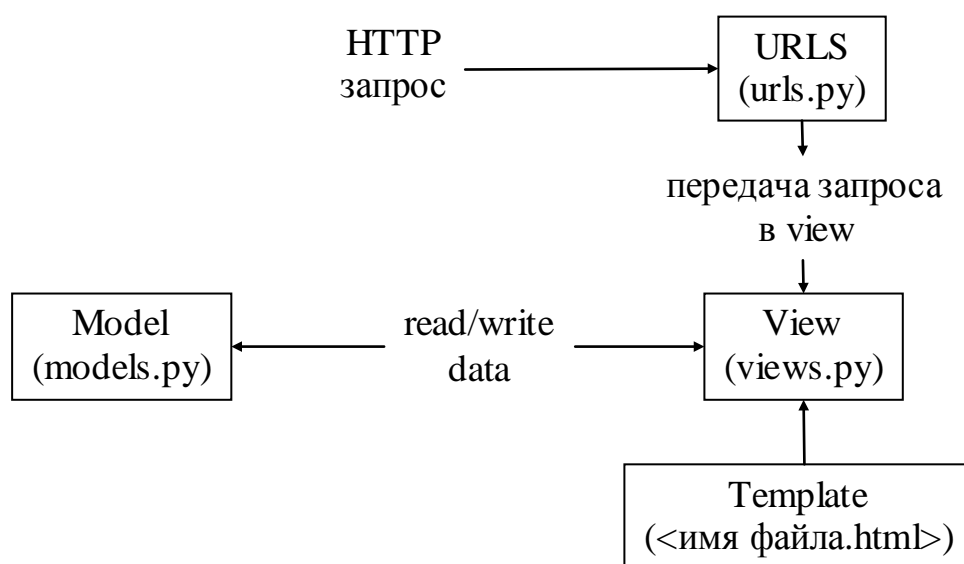 HTTP
запрос
URLS
(urls.py)
передача запроса
в view
Model
(models.py)
read/write
data
View
(views.py)
Template
(<имя файла.html>)